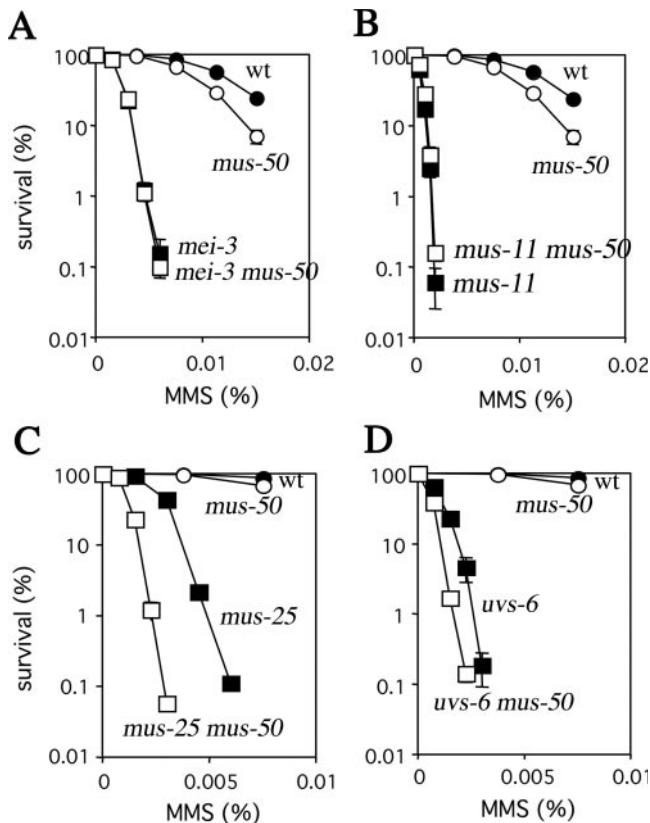 A
100
10
1
0.1
0.01
survival (%)
wt
mus-50
mei-3
mei-3 mus-50
0
0.01
0.02
MMS (%)
B
100
10
1
0.1
0.01
wt
mus-50
mus-11 mus-50
mus-11
0
0.01
0.02
MMS (%)
C
100
10
1
0.1
0.01
survival (%)
wt
mus-50
mus-25
mus-25 mus-50
0
0.005
0.01
MMS (%)
D
100
10
1
0.1
0.01
wt
mus-50
uvs-6
uvs-6 mus-50
0
0.005
0.01
MMS (%)